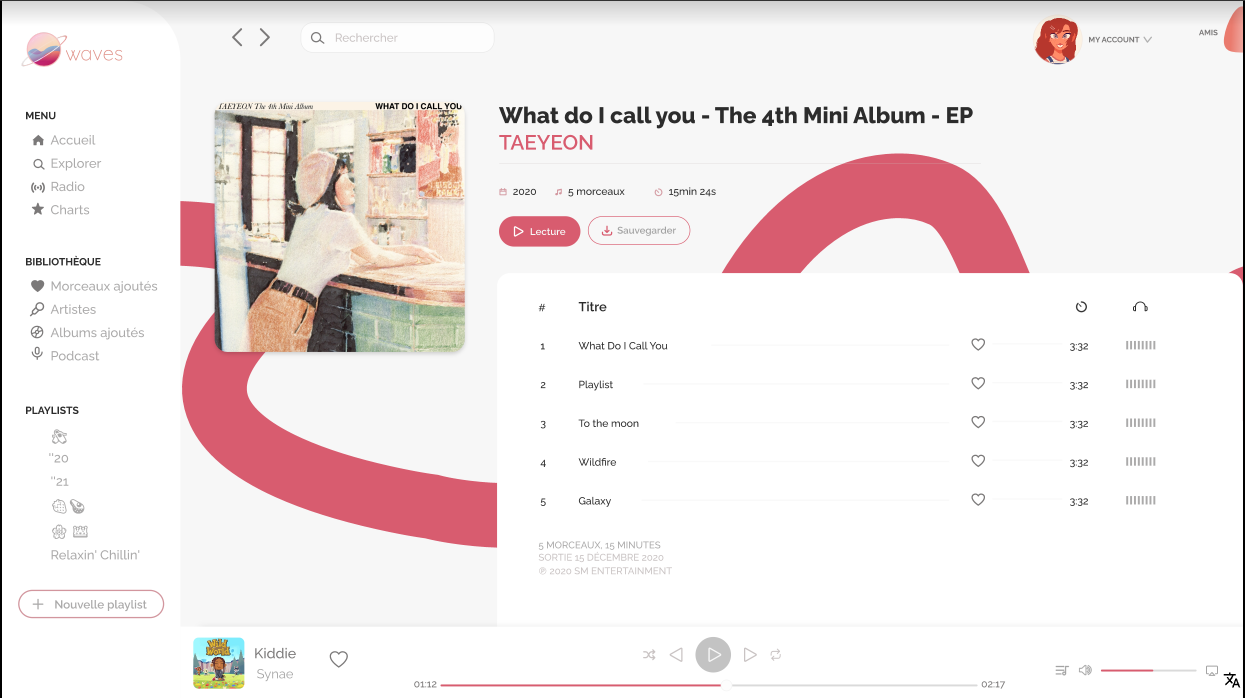 waves
Rechercher
MY ACCOUNT
AMIS
MENU
Accueil
Explorer
Radio
Charts
BIBLIOTHÈQUE
Morceaux ajoutés
Artistes
Albums ajoutés
Podcast
PLAYLISTS
''20
''21
Relaxin' Chillin'
Nouvelle playlist
TAEYEON The 4th Mini Album WHAT DO I CALL YOU
What do I call you - The 4th Mini Album - EP
TAEYEON
2020 5 morceaux 15min 24s
Lecture Sauvegarder
# Titre
1 What Do I Call You 3:32
2 Playlist 3:32
3 To the moon 3:32
4 Wildfire 3:32
5 Galaxy 3:32
5 MORCEAUX, 15 MINUTES
SORTIE 15 DÉCEMBRE 2020
℗ 2020 SM ENTERTAINMENT
Kiddie
Synae
01:12 02:17